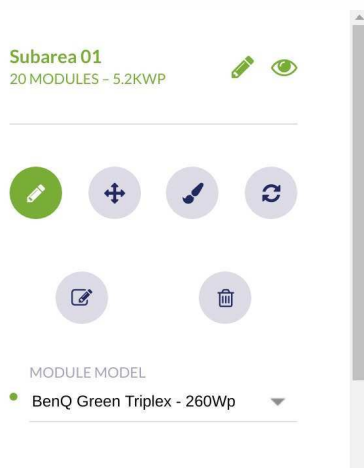 Subarea 01
20 MODULES – 5.2KWP
MODULE MODEL
BenQ Green Triplex - 260Wp